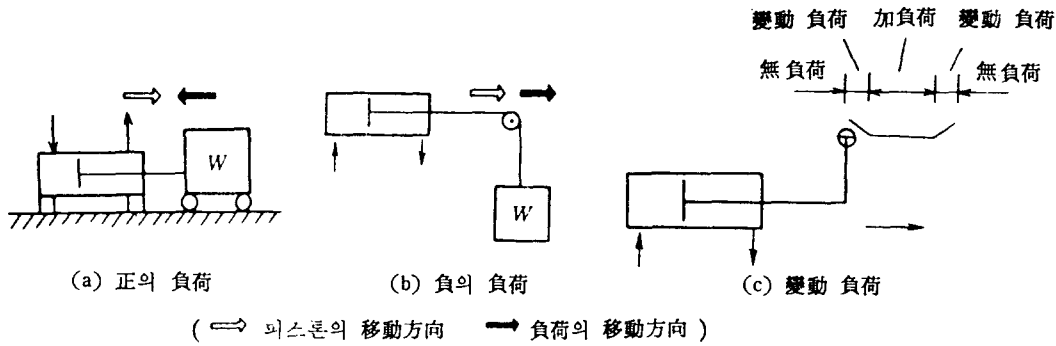 變動 負荷 加負荷 變動 負荷
無 負荷 無 負荷
W
W
(a) 正의 負荷
(b) 負의 負荷
(c) 變動 負荷
( ⇨ 피스톤의 移動方向 ➡ 負荷의 移動方向 )